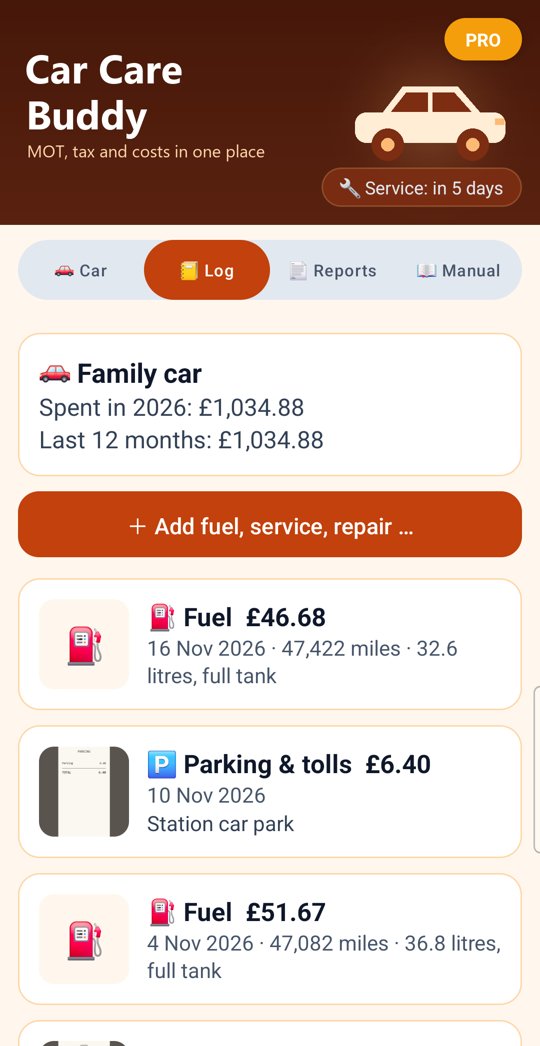 PRO
Car Care
Buddy
MOT, tax and costs in one place
🔧 Service: in 5 days
🚗 Car
📒 Log
📄 Reports
📖 Manual
🚗 Family car
Spent in 2026: £1,034.88
Last 12 months: £1,034.88
+ Add fuel, service, repair …
⛽ Fuel £46.68
16 Nov 2026 · 47,422 miles · 32.6
litres, full tank
🅿️ Parking & tolls £6.40
10 Nov 2026
Station car park
⛽ Fuel £51.67
4 Nov 2026 · 47,082 miles · 36.8 litres,
full tank